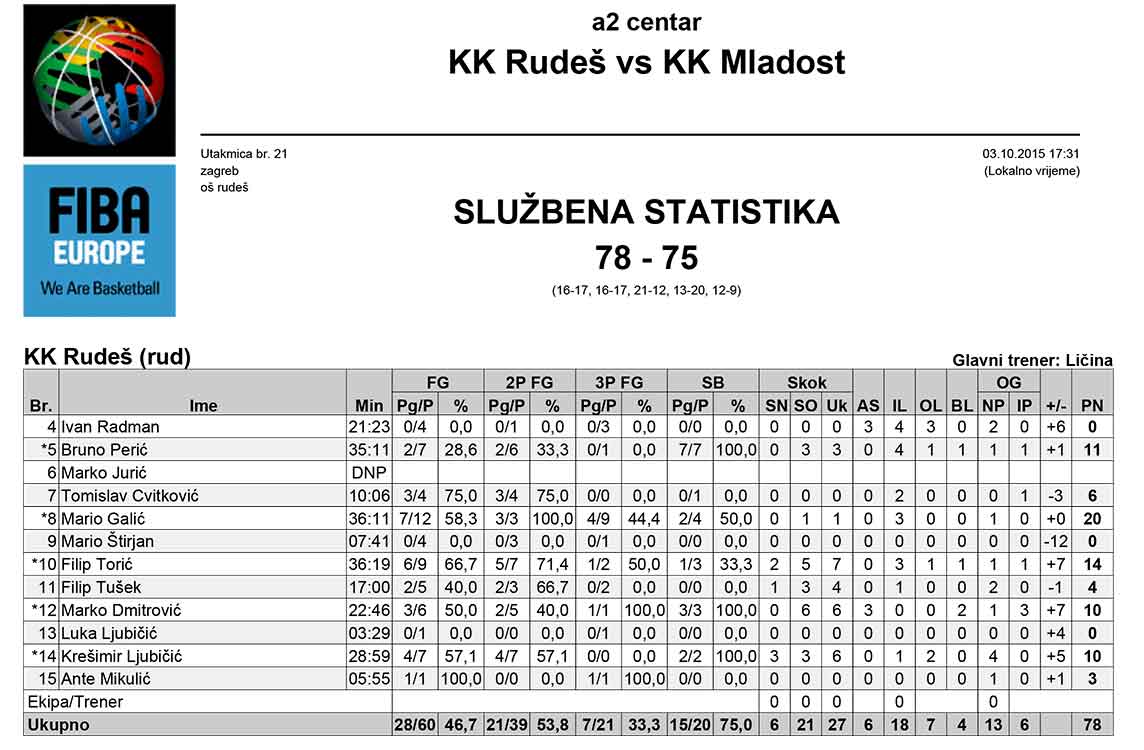 a2 centar
KK Rudeš vs KK Mladost
Utakmica br. 21
zagreb
oš rudeš
03.10.2015 17:31
(Lokalno vrijeme)
FIBA
EUROPE
We Are Basketball
SLUŽBENA STATISTIKA
78 - 75
(16-17, 16-17, 21-12, 13-20, 12-9)
KK Rudeš (rud) Glavni trener: Ličina
FG 2P FG 3P FG SB Skok OG
Br. Ime Min Pg/P % Pg/P % Pg/P % Pg/P % SN SO Uk AS IL OL BL NP IP +/- PN
4 Ivan Radman 21:23 0/4 0,0 0/1 0,0 0/3 0,0 0/0 0,0 0 0 0 3 4 3 0 2 0 +6 0
*5 Bruno Perić 35:11 2/7 28,6 2/6 33,3 0/1 0,0 7/7 100,0 0 3 3 0 4 1 1 1 1 +1 11
6 Marko Jurić DNP
7 Tomislav Cvitković 10:06 3/4 75,0 3/4 75,0 0/0 0,0 0/1 0,0 0 0 0 0 2 0 0 0 1 -3 6
*8 Mario Galić 36:11 7/12 58,3 3/3 100,0 4/9 44,4 2/4 50,0 0 1 1 0 3 0 0 1 0 +0 20
9 Mario Štirjan 07:41 0/4 0,0 0/3 0,0 0/1 0,0 0/0 0,0 0 0 0 0 0 0 0 0 0 -12 0
*10 Filip Torić 36:19 6/9 66,7 5/7 71,4 1/2 50,0 1/3 33,3 2 5 7 0 3 1 1 1 1 +7 14
11 Filip Tušek 17:00 2/5 40,0 2/3 66,7 0/2 0,0 0/0 0,0 1 3 4 0 1 0 0 2 0 -1 4
*12 Marko Dmitrović 22:46 3/6 50,0 2/5 40,0 1/1 100,0 3/3 100,0 0 6 6 3 0 0 2 1 3 +7 10
13 Luka Ljubičić 03:29 0/1 0,0 0/0 0,0 0/1 0,0 0/0 0,0 0 0 0 0 0 0 0 0 0 +4 0
*14 Krešimir Ljubičić 28:59 4/7 57,1 4/7 57,1 0/0 0,0 2/2 100,0 3 3 6 0 1 2 0 4 0 +5 10
15 Ante Mikulić 05:55 1/1 100,0 0/0 0,0 1/1 100,0 0/0 0,0 0 0 0 0 0 0 0 1 0 +1 3
Ekipa/Trener 0 0 0 0 0
Ukupno 28/60 46,7 21/39 53,8 7/21 33,3 15/20 75,0 6 21 27 6 18 7 4 13 6 78